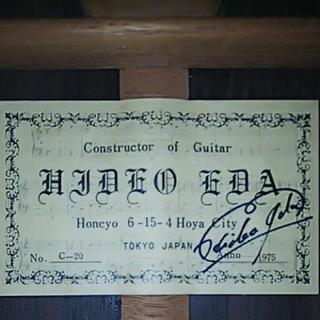 Constructor of Guitar
HIDEO EDA
Honcyo 6-15-4 Hoya City
TOKYO JAPAN
No. C-20 Anno 1975